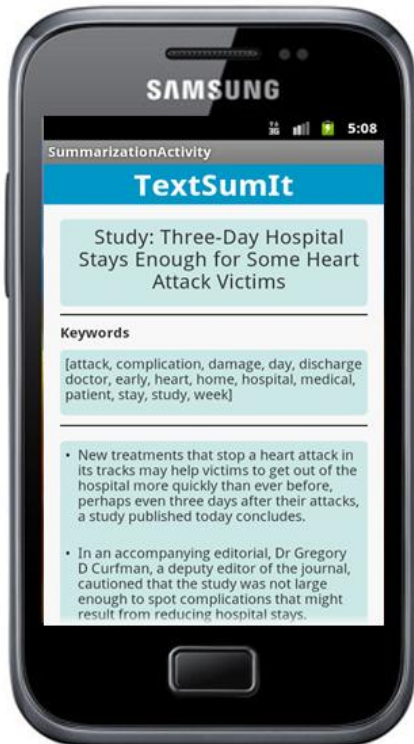 SAMSUNG
3G 5:08
SummarizationActivity
TextSumIt
Study: Three-Day Hospital
Stays Enough for Some Heart
Attack Victims
Keywords
[attack, complication, damage, day, discharge
doctor, early, heart, home, hospital, medical,
patient, stay, study, week]
• New treatments that stop a heart attack in
its tracks may help victims to get out of the
hospital more quickly than ever before,
perhaps even three days after their attacks,
a study published today concludes.
• In an accompanying editorial, Dr Gregory
D Curfman, a deputy editor of the journal,
cautioned that the study was not large
enough to spot complications that might
result from reducing hospital stays.